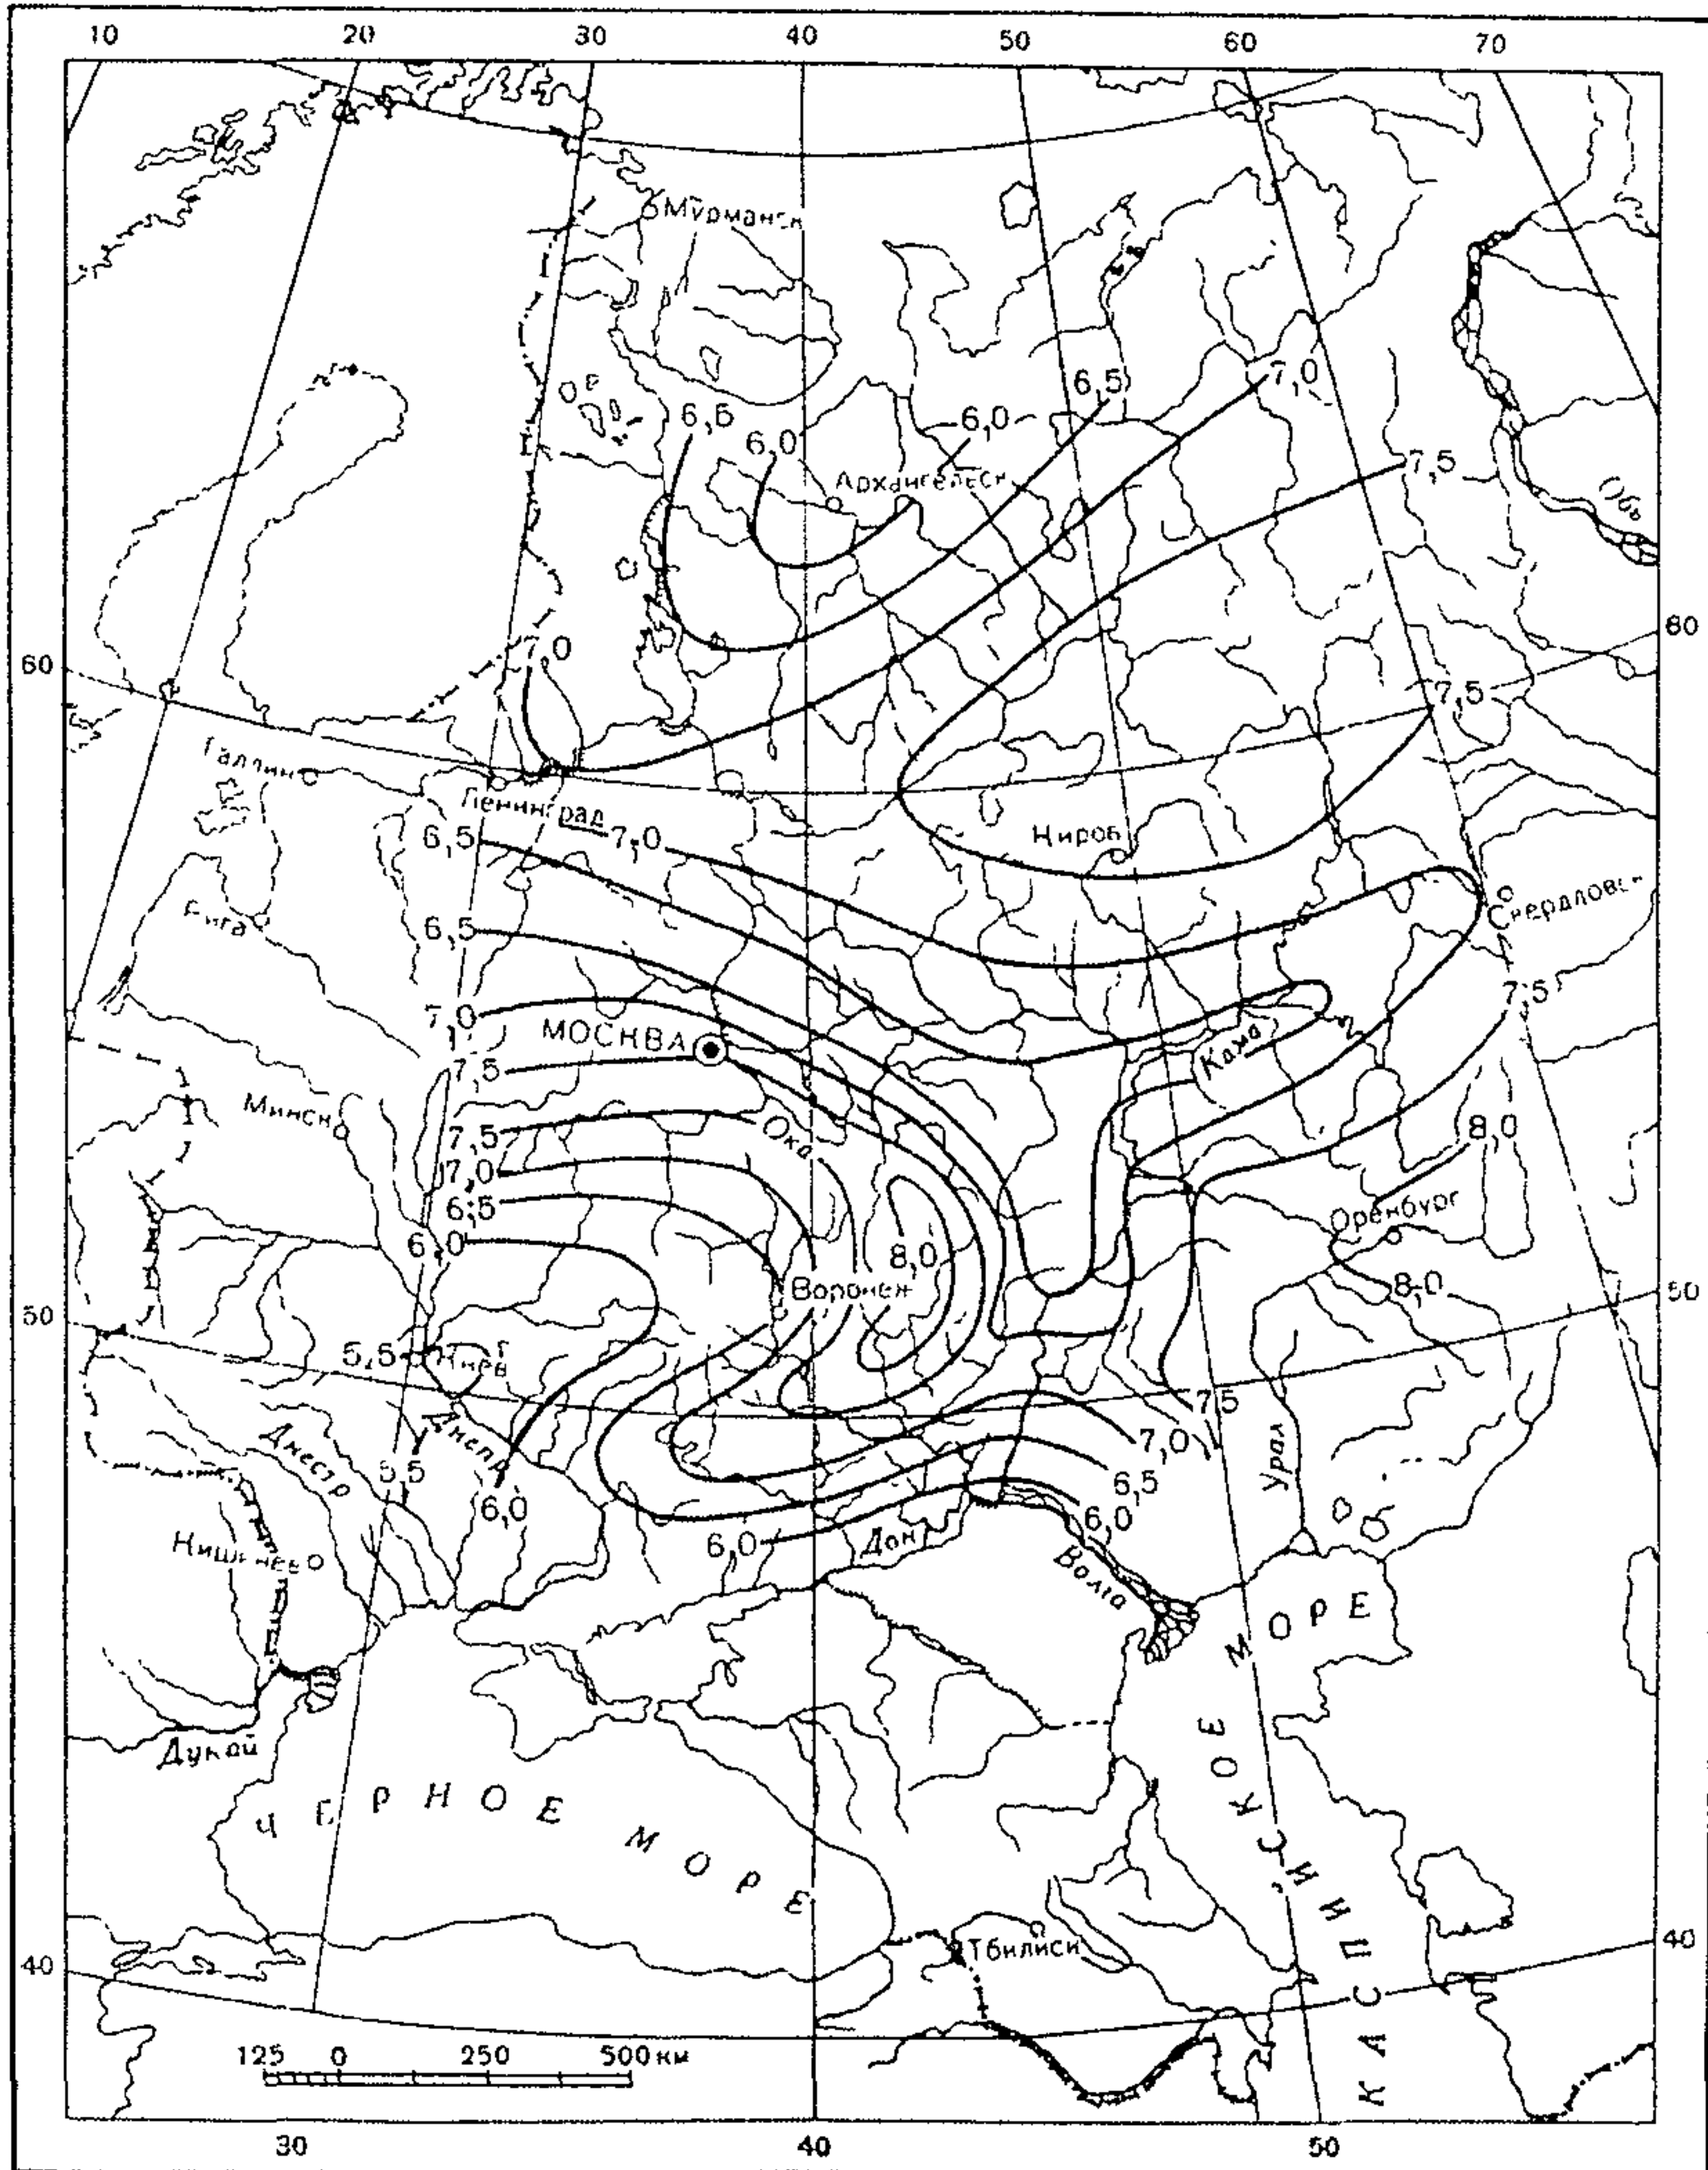 10 20 30 40 50 60 70
Мурманск
6,5 7,0
6,5 6,0 6,0
7,5
Архангельск
Обь
60 7,0 60
7,5
Таллин
Ленинград
6,5 7,0
Киров
Свердловск
Рига
6,5
7,5
7,0
МОСКВА
7,5
Кама
Минск
7,5
Ока
8,0
7,0
6,5
Оренбург
6,0
8,0
Воронеж
8,0
50 50
5,5 Киев
7,5
Днепр
Днестр
7,0
Урал
5,5
6,5
6,0
6,0
6,0
Дон
Кишинев
Волга
Дунай
ЧЕРНОЕ МОРЕ
КАСПИЙСКОЕ МОРЕ
Тбилиси
40 40
125 0 250 500 км
30 40 50